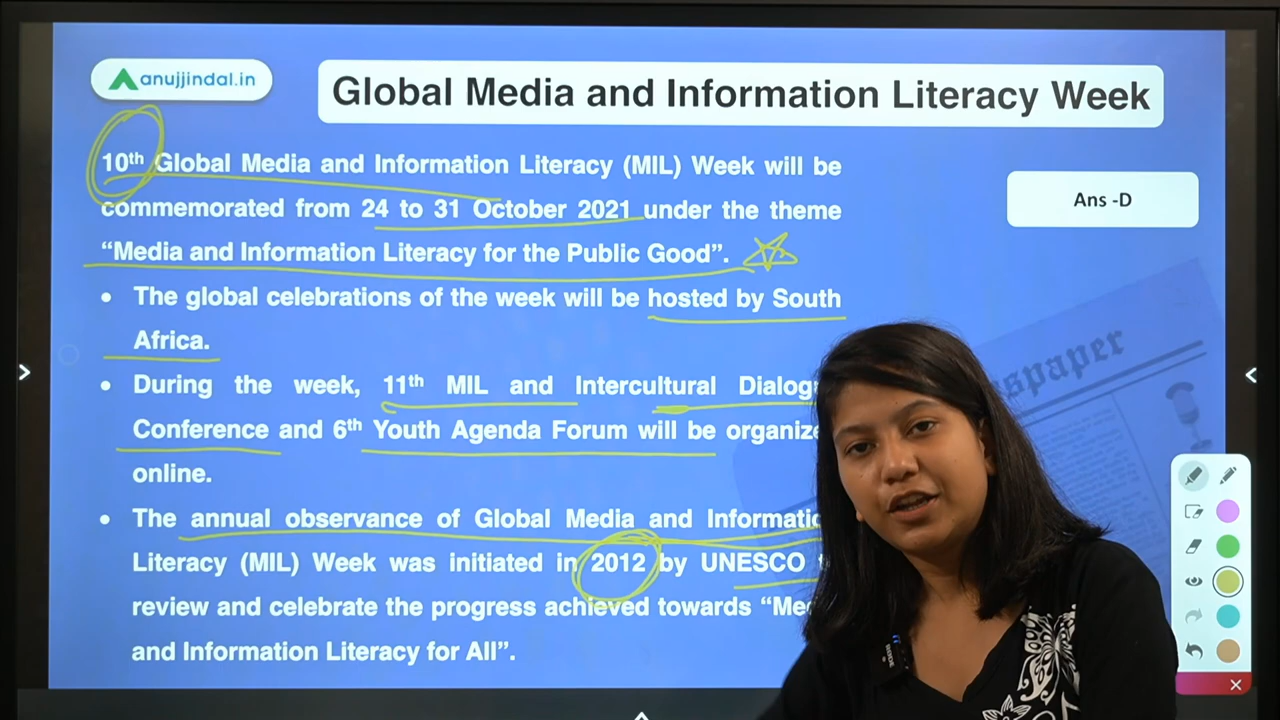 anujjindal.in
Global Media and Information Literacy Week
10th Global Media and Information Literacy (MIL) Week will be
commemorated from 24 to 31 October 2021 under the theme
“Media and Information Literacy for the Public Good”.
Ans -D
• The global celebrations of the week will be hosted by South
Africa.
• During the week, 11th MIL and Intercultural
Conference and 6th Youth Agenda Forum will be
online.
• The annual observance of Global Media and
Literacy (MIL) Week was initiated in 2012 by UNESCO
review and celebrate the progress achieved towards
and Information Literacy for All”.